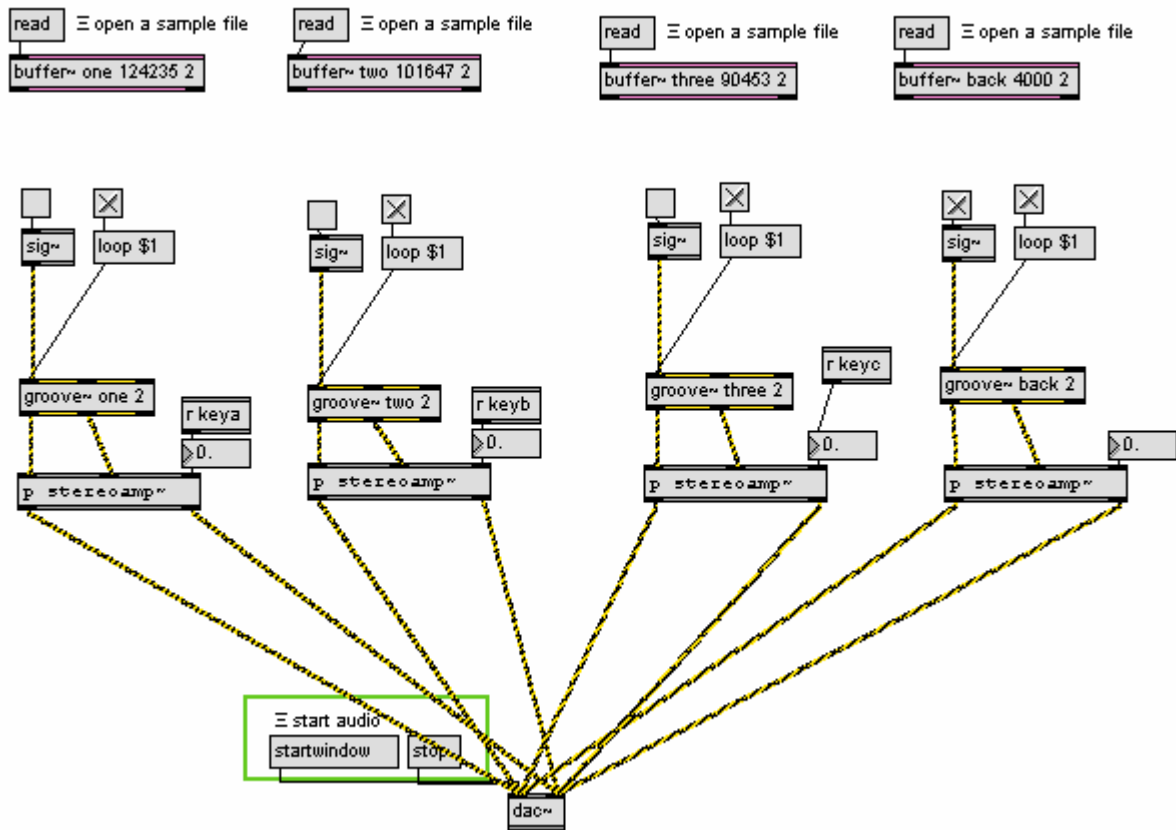 read Ξ open a sample file
buffer~ one 124235 2
read Ξ open a sample file
buffer~ two 101647 2
read Ξ open a sample file
buffer~ three 90453 2
read Ξ open a sample file
buffer~ back 4000 2
sig~ loop $1
groove~ one 2
r keya
0.
p stereoamp~
sig~ loop $1
groove~ two 2
r keyb
0.
p stereoamp~
sig~ loop $1
groove~ three 2
r keyc
0.
p stereoamp~
sig~ loop $1
groove~ back 2
0.
p stereoamp~
Ξ start audio
startwindow stop
dac~